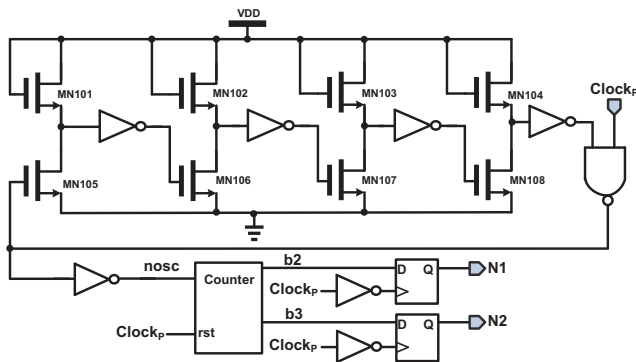 VDD
MN101
MN102
MN103
MN104
ClockP
MN105
MN106
MN107
MN108
nosc
Counter
b2
D Q
N1
ClockP
b3
D Q
N2
ClockP
rst
ClockP